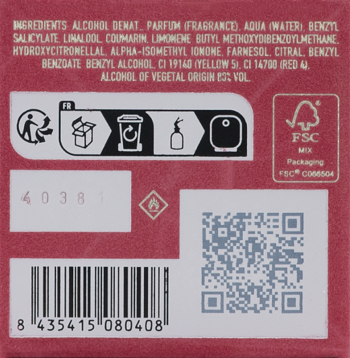 INGREDIENTS: ALCOHOL DENAT., PARFUM (FRAGRANCE), AQUA (WATER), BENZYL
SALICYLATE, LINALOOL, COUMARIN, LIMONENE, BUTYL METHOXYDIBENZOYLMETHANE,
HYDROXYCITRONELLAL, ALPHA-ISOMETHYL IONONE, FARNESOL, CITRAL, BENZYL
BENZOATE, BENZYL ALCOHOL, CI 19140 (YELLOW 5), CI 14700 (RED 4).
ALCOHOL OF VEGETAL ORIGIN 83% VOL.
FR
FSC
MIX
Packaging
FSC® C066504
4038
8 435415 080408